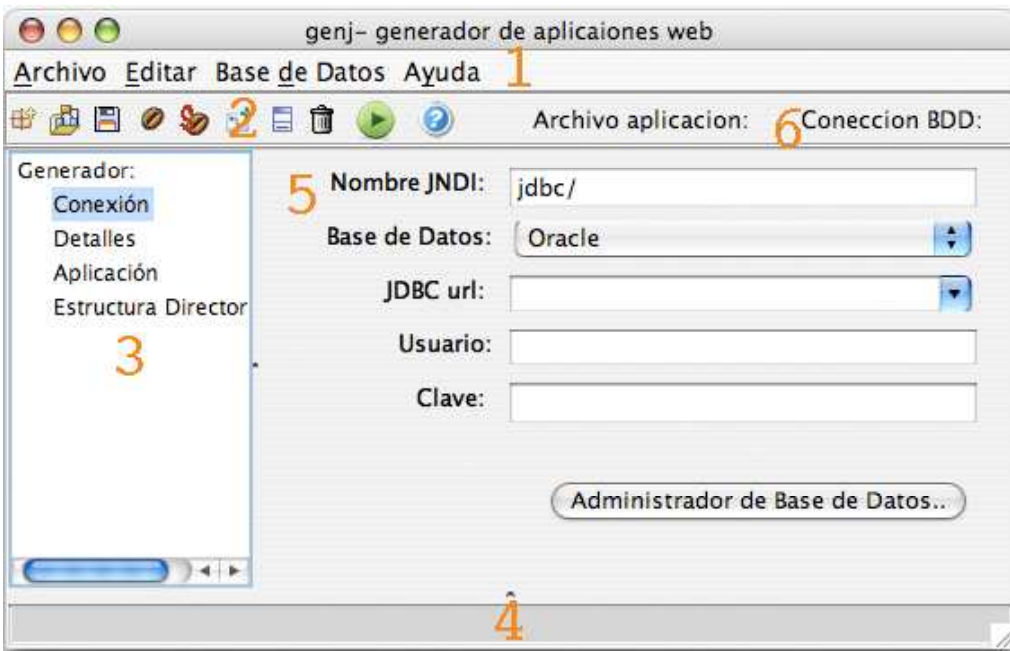 genj- generador de aplicaiones web
Archivo Editar Base de Datos Ayuda 1
2 Archivo aplicacion: 6 Coneccion BDD:
Generador:
Conexión
Detalles
Aplicación
Estructura Director
3
5 Nombre JNDI: jdbc/
Base de Datos: Oracle
JDBC url:
Usuario:
Clave:
Administrador de Base de Datos..
4